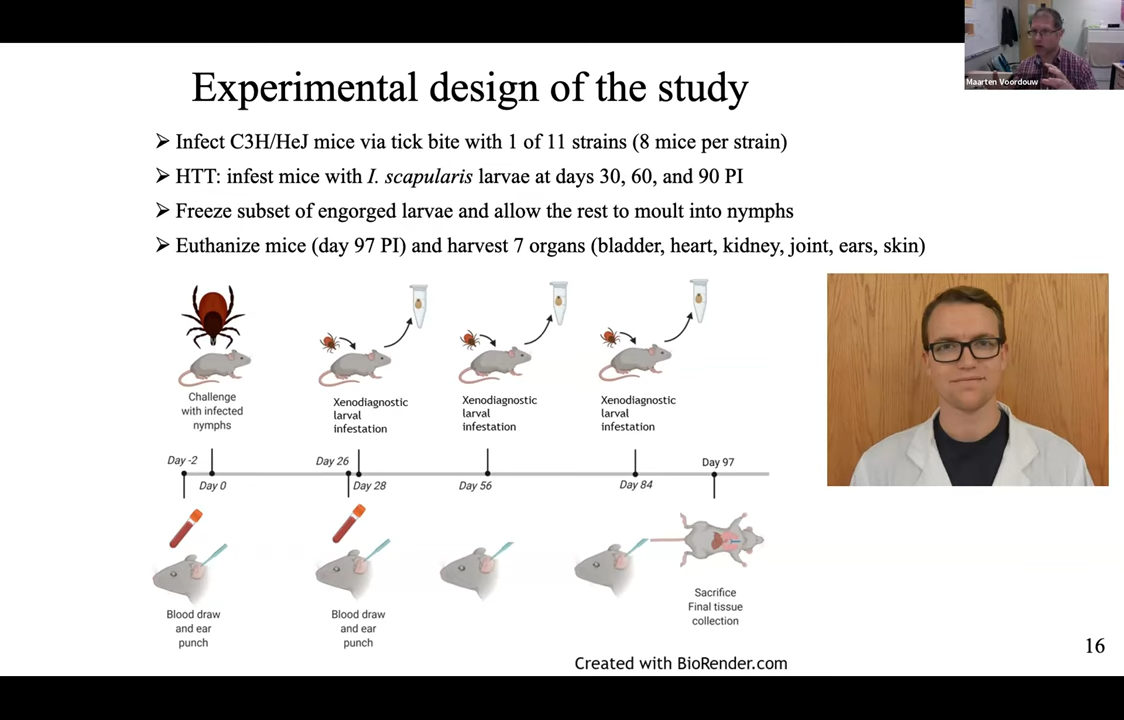 Maarten Voordouw
Experimental design of the study
➢ Infect C3H/HeJ mice via tick bite with 1 of 11 strains (8 mice per strain)
➢ HTT: infest mice with I. scapularis larvae at days 30, 60, and 90 PI
➢ Freeze subset of engorged larvae and allow the rest to moult into nymphs
➢ Euthanize mice (day 97 PI) and harvest 7 organs (bladder, heart, kidney, joint, ears, skin)
Challenge
with infected
nymphs
Xenodiagnostic
larval
infestation
Xenodiagnostic
larval
infestation
Xenodiagnostic
larval
infestation
Day -2
Day 0
Day 26
Day 28
Day 56
Day 84
Day 97
Blood draw
and ear
punch
Blood draw
and ear
punch
Sacrifice
Final tissue
collection
Created with BioRender.com
16